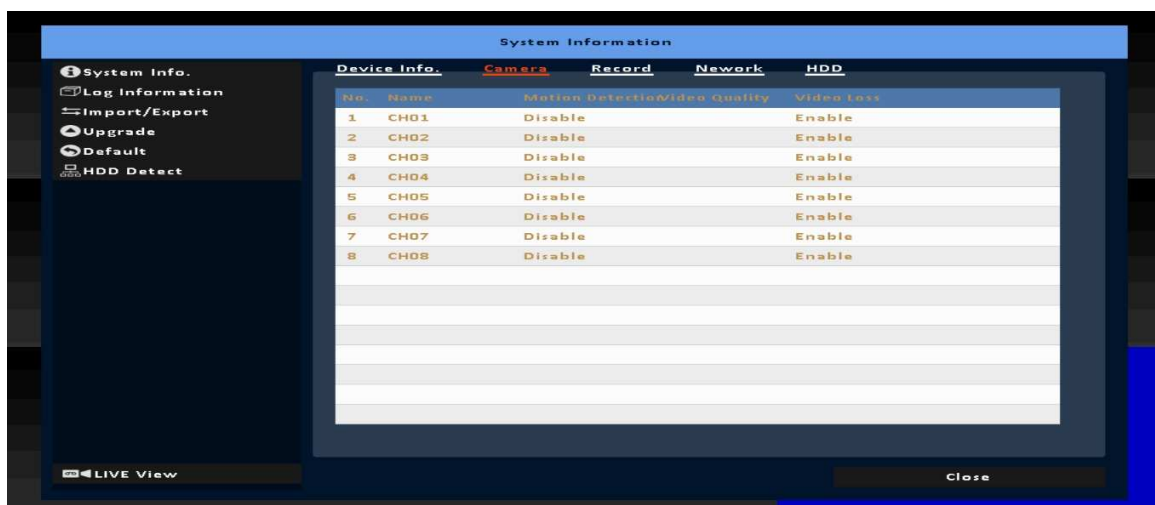 System Information
System Info.
Log Information
Import/Export
Upgrade
Default
HDD Detect
LIVE View
Device Info. Camera Record Nework HDD
No. Name Motion Detection Video Quality Video Loss
1 CH01 Disable Enable
2 CH02 Disable Enable
3 CH03 Disable Enable
4 CH04 Disable Enable
5 CH05 Disable Enable
6 CH06 Disable Enable
7 CH07 Disable Enable
8 CH08 Disable Enable
Close